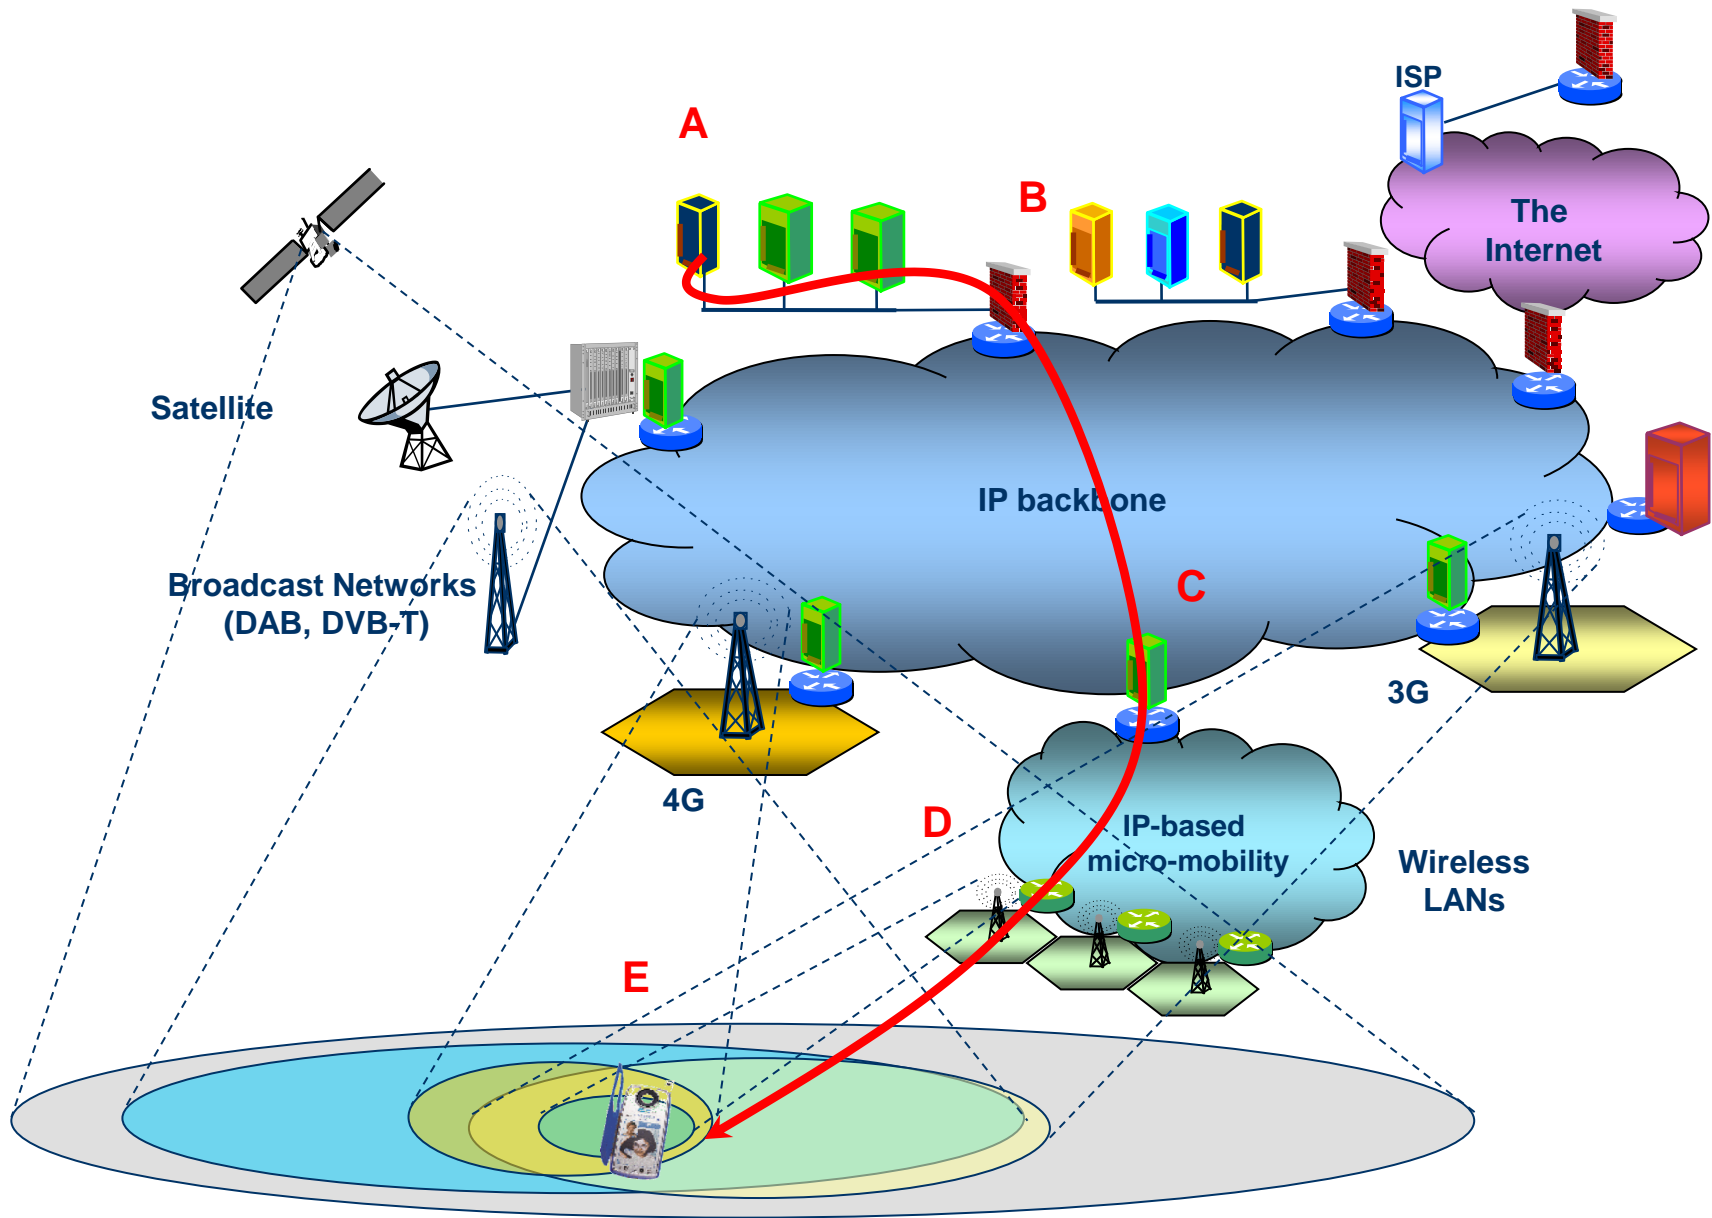 ISP
A
B
The
Internet
Satellite
IP backbone
Broadcast Networks
(DAB, DVB-T)
C
3G
4G
D
IP-based
micro-mobility
Wireless
LANs
E